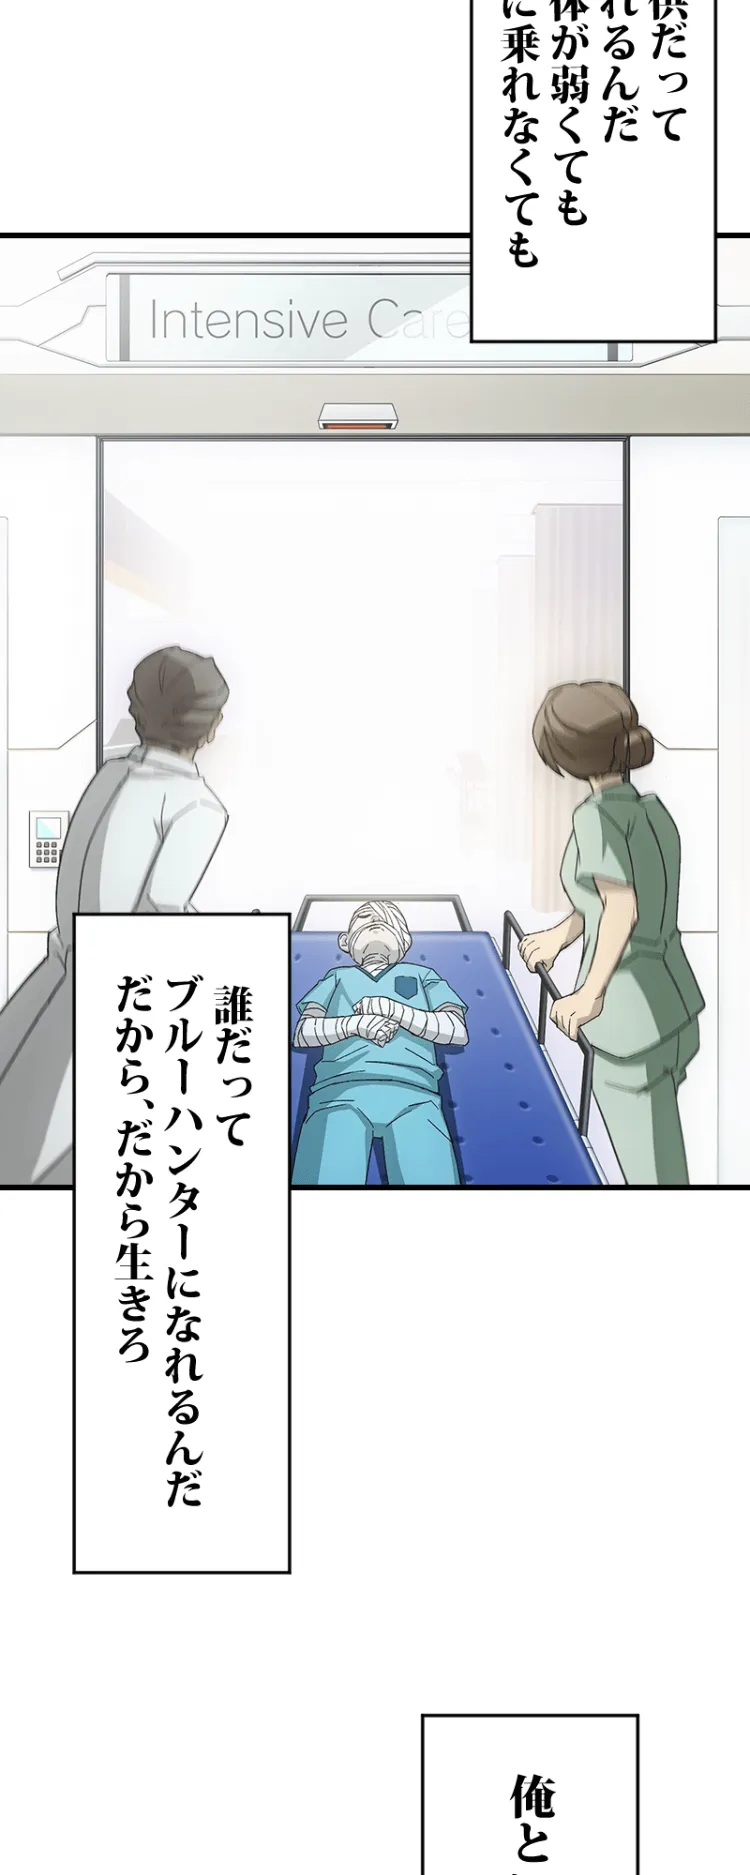 供だって
れるんだ
体が弱くても
に乗れなくても
Intensive Care
誰だって
ブルーハンターになれるんだ
だから、だから生きろ
俺と